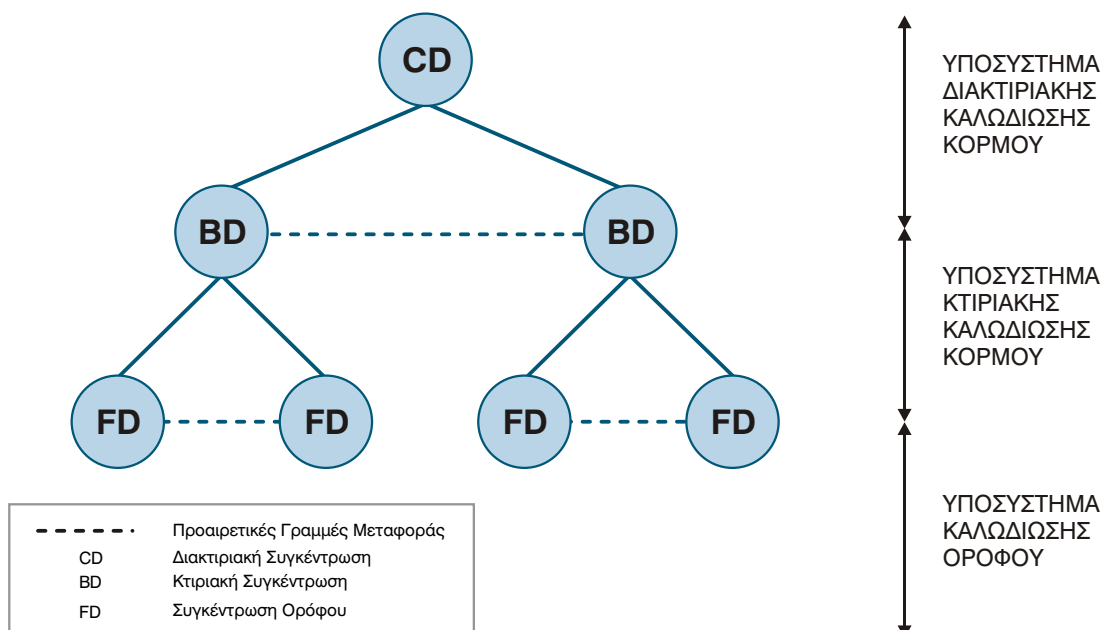 CD
ΥΠΟΣΥΣΤΗΜΑ
ΔΙΑΚΤΙΡΙΑΚΗΣ
ΚΑΛΩΔΙΩΣΗΣ
ΚΟΡΜΟΥ
BD BD
ΥΠΟΣΥΣΤΗΜΑ
ΚΤΙΡΙΑΚΗΣ
ΚΑΛΩΔΙΩΣΗΣ
ΚΟΡΜΟΥ
FD FD FD FD
ΥΠΟΣΥΣΤΗΜΑ
ΚΑΛΩΔΙΩΣΗΣ
ΟΡΟΦΟΥ
Προαιρετικές Γραμμές Μεταφοράς
CD Διακτιριακή Συγκέντρωση
BD Κτιριακή Συγκέντρωση
FD Συγκέντρωση Ορόφου